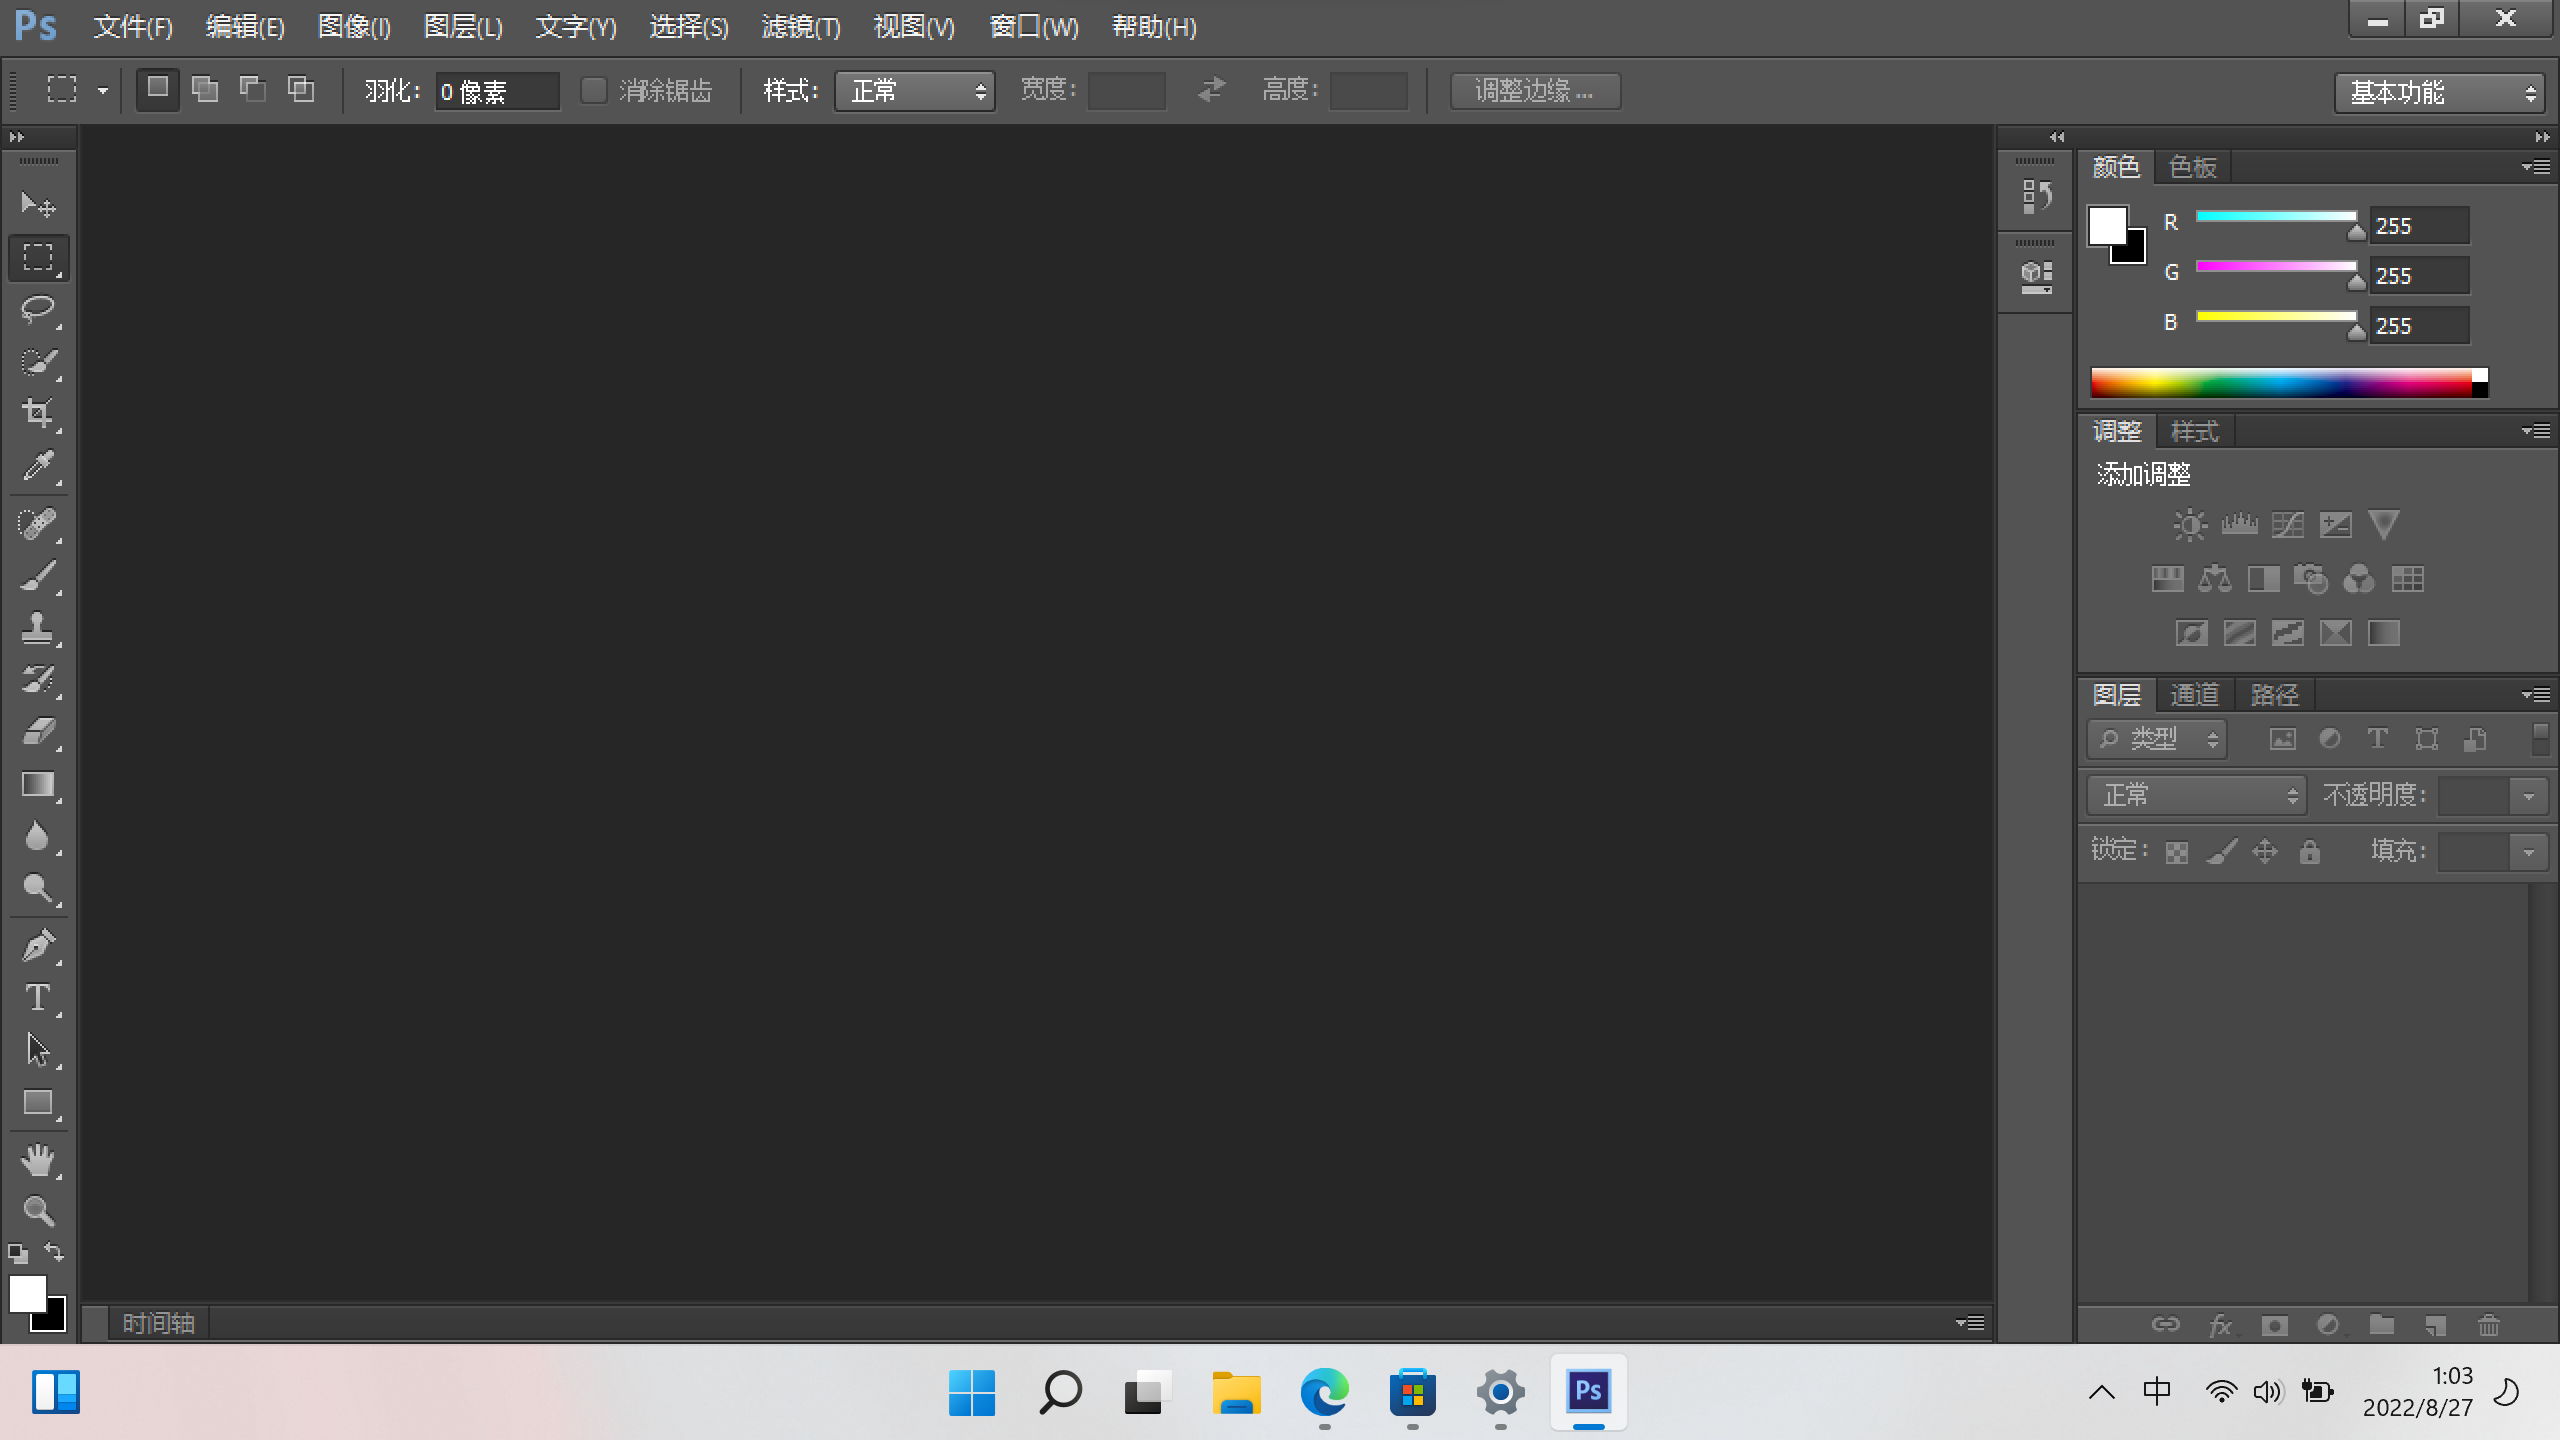 Ps 文件(F) 编辑(E) 图像(I) 图层(L) 文字(Y) 选择(S) 滤镜(T) 视图(V) 窗口(W) 帮助(H)
羽化: 0 像素 消除锯齿 样式: 正常 宽度: 高度: 调整边缘... 基本功能
颜色 色板
R 255
G 255
B 255
调整 样式
添加调整
图层 通道 路径
类型
正常 不透明度:
锁定: 填充:
时间轴
fx
Ps
中
1:03
2022/8/27